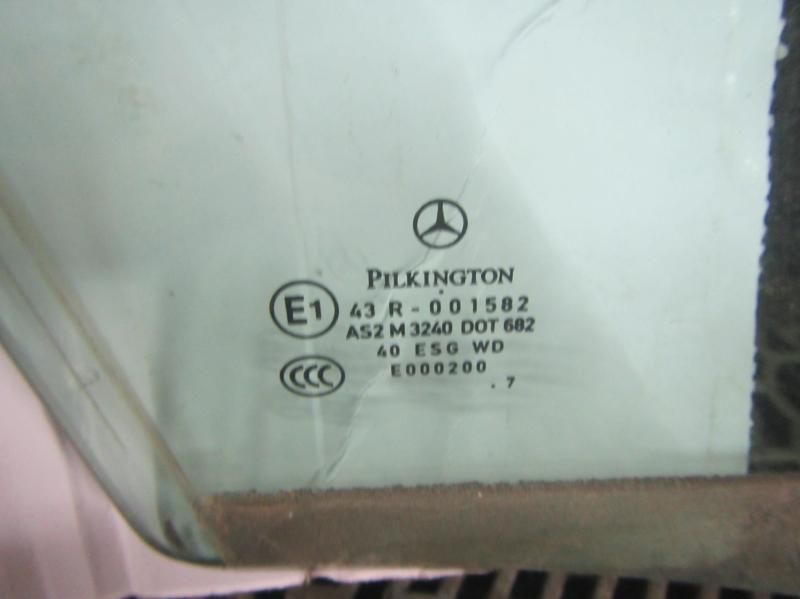 PILKINGTON
E1
43 R - 001582
AS2 M 3240 DOT 682
40 ESG WD
CCC
E000200
. 7